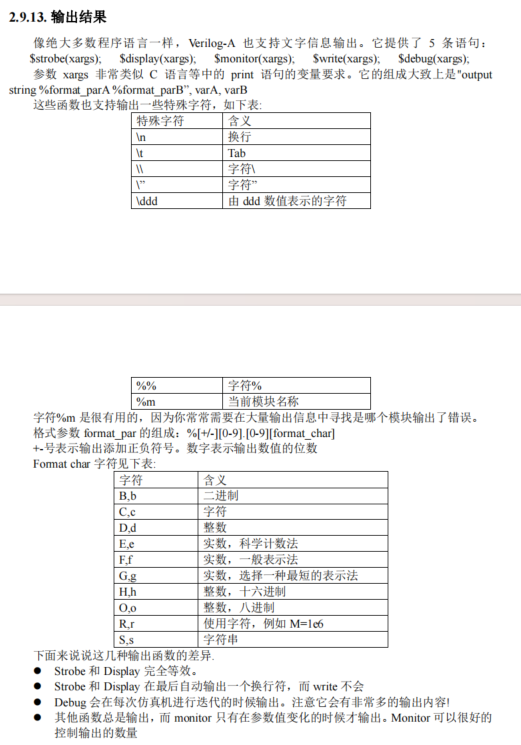 2.9.13. 输出结果
像绝大多数程序语言一样，Verilog-A 也支持文字信息输出。它提供了 5 条语句：
$strobe(xargs); $display(xargs); $monitor(xargs); $write(xargs); $debug(xargs);
参数 xargs 非常类似 C 语言等中的 print 语句的变量要求。它的组成大致上是"output
string %format_parA %format_parB”, varA, varB
这些函数也支持输出一些特殊字符，如下表:
特殊字符 含义
\n 换行
\t Tab
\\ 字符\
\” 字符”
\ddd 由 ddd 数值表示的字符
%% 字符%
%m 当前模块名称
字符%m 是很有用的，因为你常常需要在大量输出信息中寻找是哪个模块输出了错误。
格式参数 format_par 的组成：%[+/-][0-9].[0-9][format_char]
+-号表示输出添加正负符号。数字表示输出数值的位数
Format char 字符见下表:
字符 含义
B,b 二进制
C,c 字符
D,d 整数
E,e 实数，科学计数法
F,f 实数，一般表示法
G,g 实数，选择一种最短的表示法
H,h 整数，十六进制
O,o 整数，八进制
R,r 使用字符，例如 M=1e6
S,s 字符串
下面来说说这几种输出函数的差异.
● Strobe 和 Display 完全等效。
● Strobe 和 Display 在最后自动输出一个换行符，而 write 不会
● Debug 会在每次仿真机进行迭代的时候输出。注意它会有非常多的输出内容!
● 其他函数总是输出，而 monitor 只有在参数值变化的时候才输出。Monitor 可以很好的
控制输出的数量